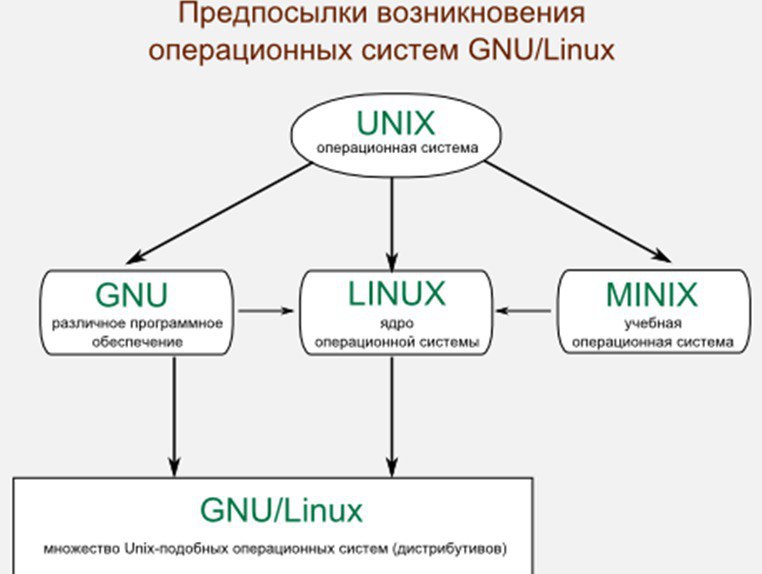 Предпосылки возникновения
операционных систем GNU/Linux
UNIX
операционная система
GNU
различное программное
обеспечение
LINUX
ядро
операционной системы
MINIX
учебная
операционная система
GNU/Linux
множество Unix-подобных операционных систем (дистрибутивов)